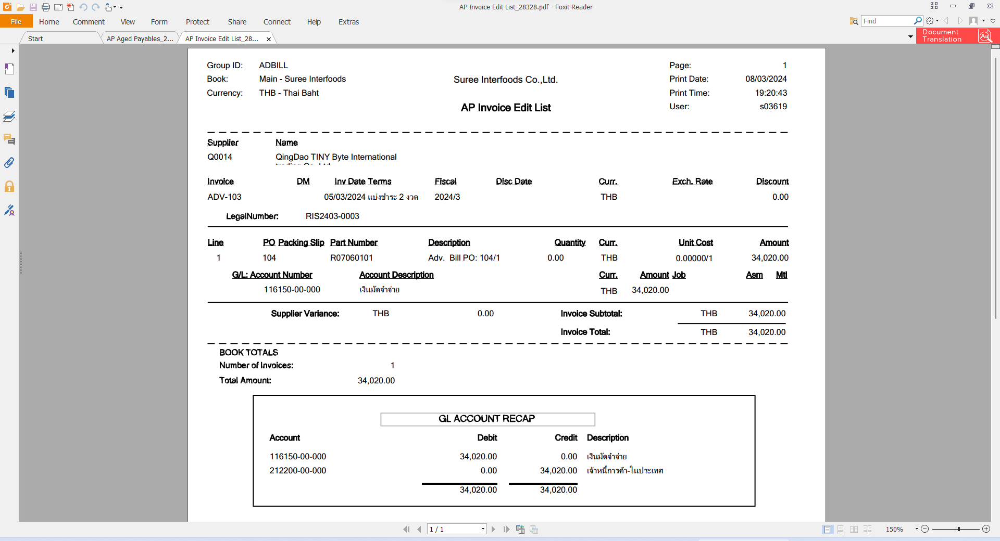 AP Invoice Edit List_28328.pdf - Foxit Reader
File Home Comment View Form Protect Share Connect Help Extras
Find
Start AP Aged Payables_2... AP Invoice Edit List_28...
Document Translation
Group ID: ADBILL Page: 1
Book: Main - Suree Interfoods Suree Interfoods Co.,Ltd. Print Date: 08/03/2024
Currency: THB - Thai Baht Print Time: 19:20:43
AP Invoice Edit List User: s03619
Supplier Name
Q0014 QingDao TINY Byte International
trading Co.,Ltd.
Invoice DM Inv Date Terms Fiscal Disc Date Curr. Exch. Rate Discount
ADV-103 05/03/2024 แบ่งชำระ 2 งวด 2024/3 THB 0.00
LegalNumber: RIS2403-0003
Line PO Packing Slip Part Number Description Quantity Curr. Unit Cost Amount
1 104 R07060101 Adv. Bill PO: 104/1 0.00 THB 0.00000/1 34,020.00
G/L: Account Number Account Description Curr. Amount Job Asm Mtl
116150-00-000 เงินมัดจำจ่าย THB 34,020.00
Supplier Variance: THB 0.00 Invoice Subtotal: THB 34,020.00
Invoice Total: THB 34,020.00
BOOK TOTALS
Number of Invoices: 1
Total Amount: 34,020.00
GL ACCOUNT RECAP
Account Debit Credit Description
116150-00-000 34,020.00 0.00 เงินมัดจำจ่าย
212200-00-000 0.00 34,020.00 เจ้าหนี้การค้า-ในประเทศ
34,020.00 34,020.00
1 / 1 150%